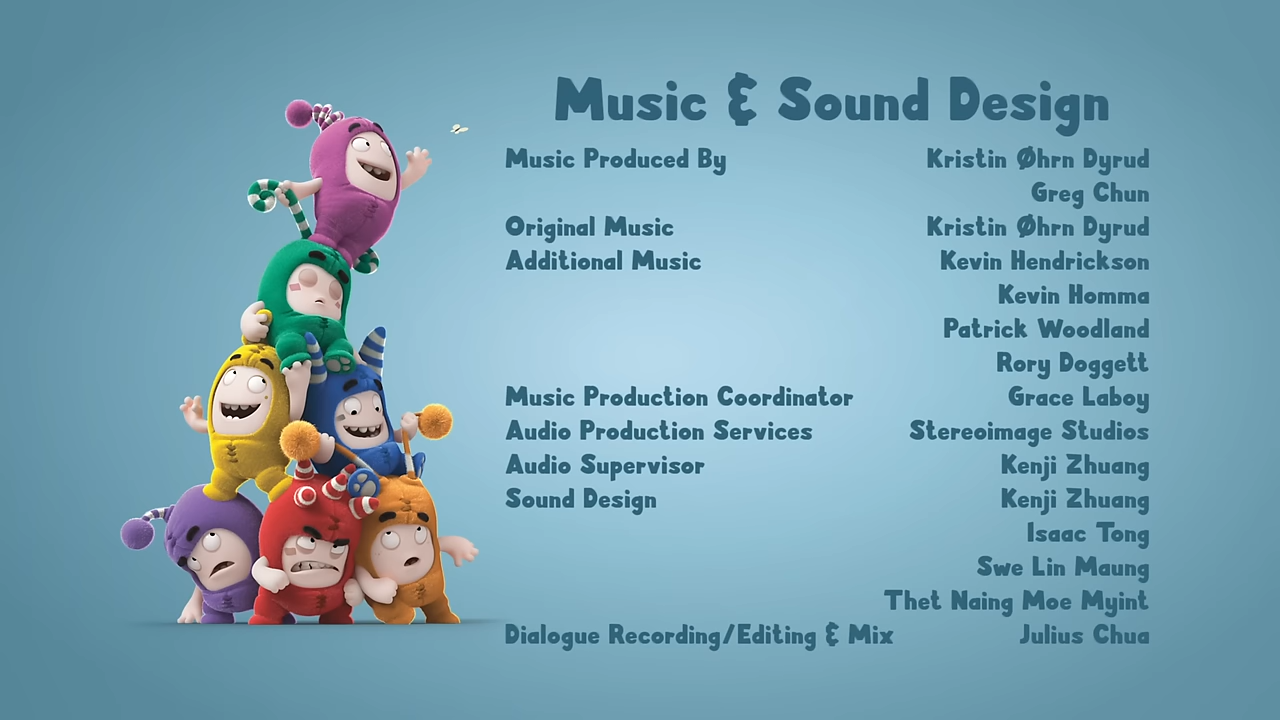 Music & Sound Design
Music Produced By Kristin Øhrn Dyrud
Greg Chun
Original Music Kristin Øhrn Dyrud
Additional Music Kevin Hendrickson
Kevin Homma
Patrick Woodland
Rory Doggett
Music Production Coordinator Grace Laboy
Audio Production Services Stereoimage Studios
Audio Supervisor Kenji Zhuang
Sound Design Kenji Zhuang
Isaac Tong
Swe Lin Maung
Thet Naing Moe Myint
Dialogue Recording/Editing & Mix Julius Chua